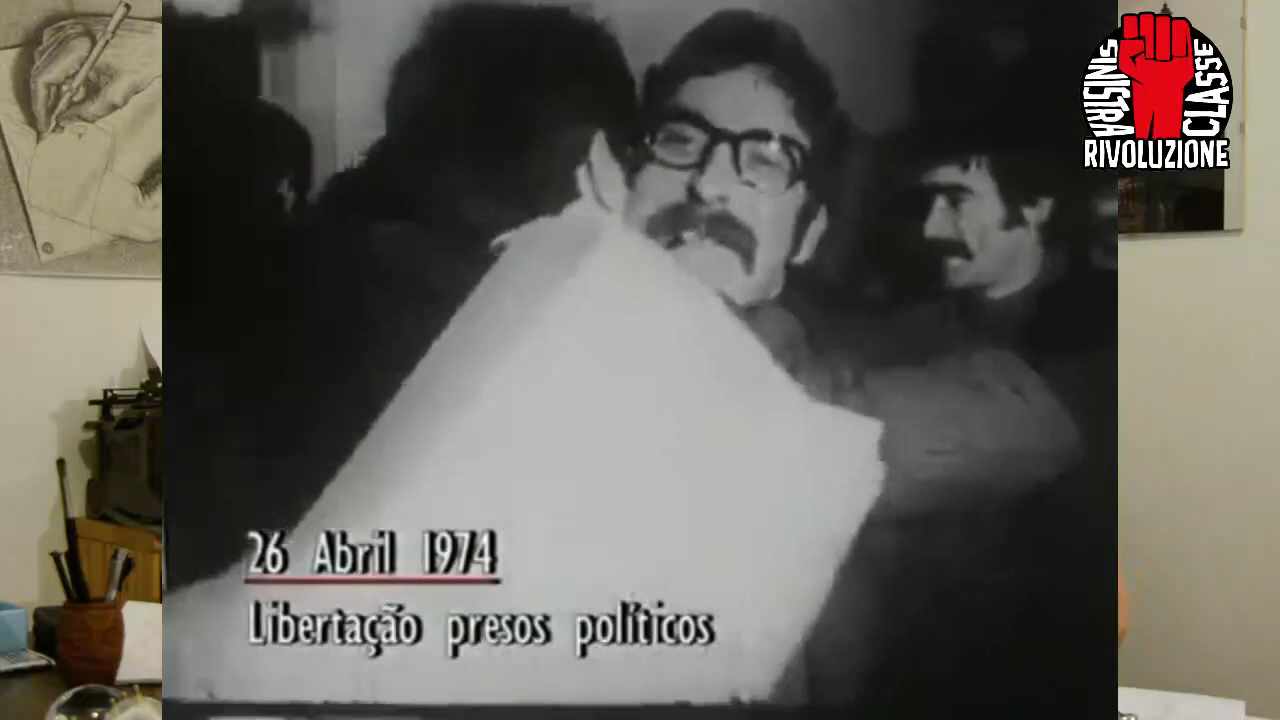 SINISTRA
CLASSE
RIVOLUZIONE
26 Abril 1974
Libertação presos políticos